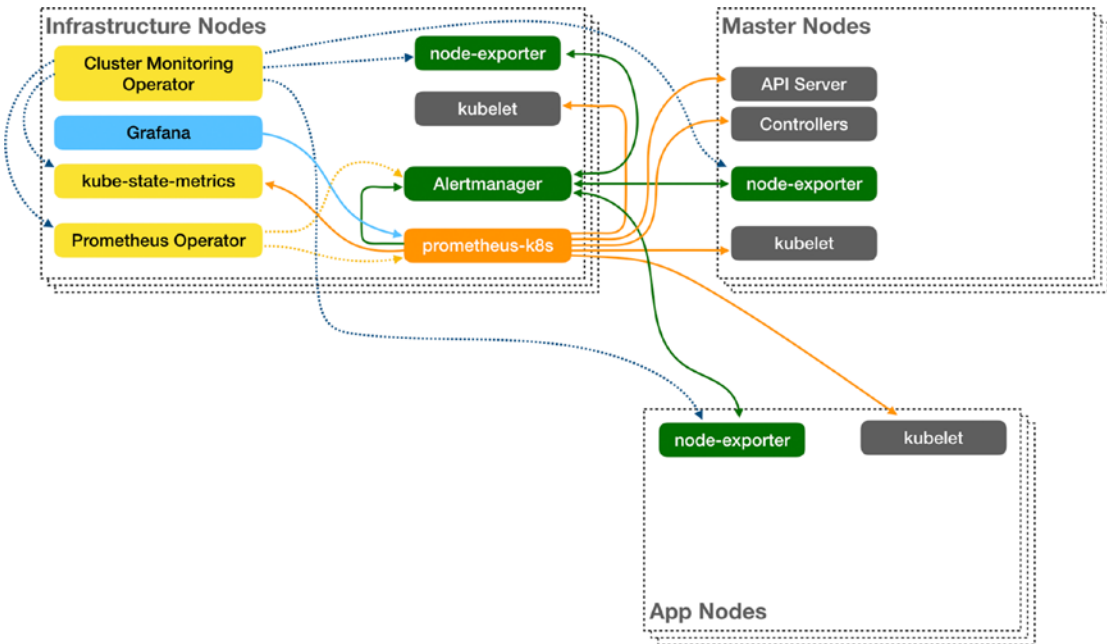 Infrastructure Nodes
Cluster Monitoring
Operator
Grafana
kube-state-metrics
Prometheus Operator
node-exporter
kubelet
Alertmanager
prometheus-k8s
Master Nodes
API Server
Controllers
node-exporter
kubelet
node-exporter
kubelet
App Nodes